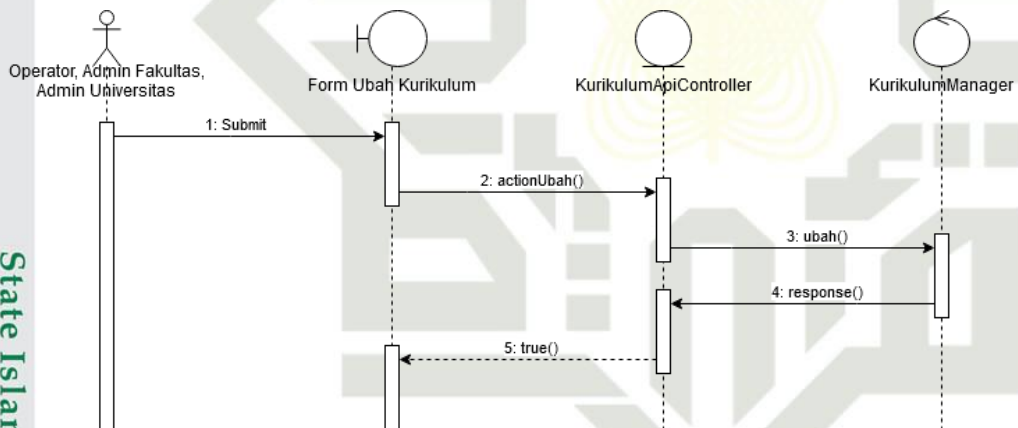 Operator, Admin Fakultas,
Admin Universitas
Form Ubah Kurikulum
KurikulumApiController
KurikulumManager
1: Submit
2: actionUbah()
3: ubah()
4: response()
5: true()
State Islam